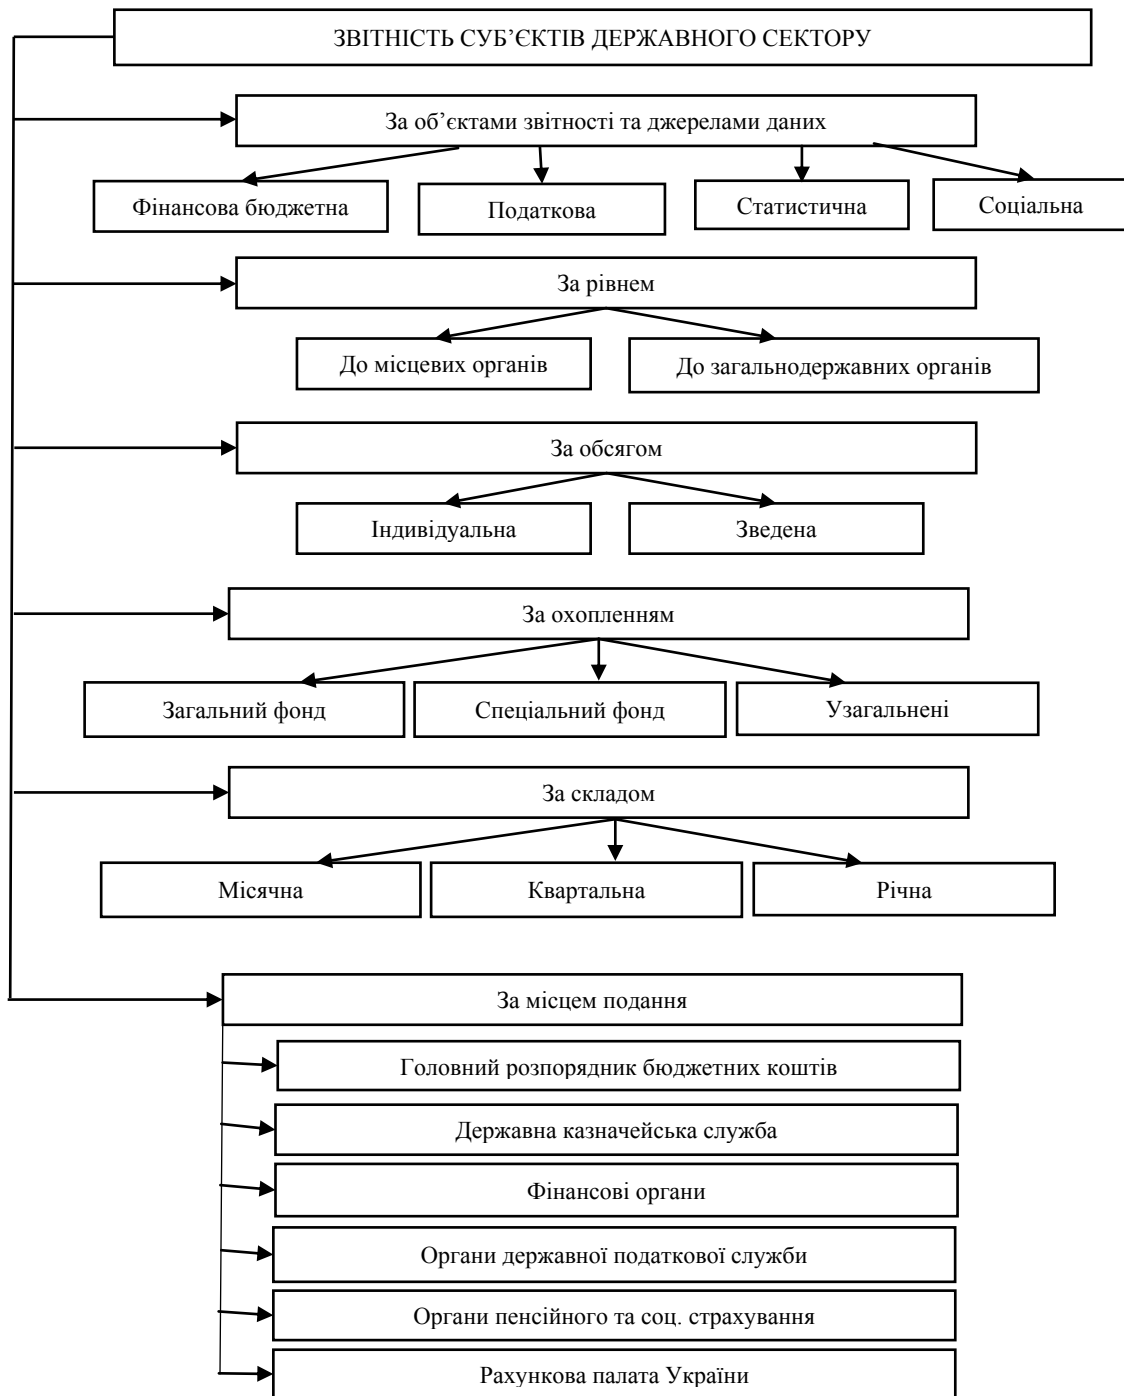 ЗВІТНІСТЬ СУБ’ЄКТІВ ДЕРЖАВНОГО СЕКТОРУ
За об’єктами звітності та джерелами даних
Фінансова бюджетна
Податкова
Статистична
Соціальна
За рівнем
До місцевих органів
До загальнодержавних органів
За обсягом
Індивідуальна
Зведена
За охопленням
Загальний фонд
Спеціальний фонд
Узагальнені
За складом
Місячна
Квартальна
Річна
За місцем подання
Головний розпорядник бюджетних коштів
Державна казначейська служба
Фінансові органи
Органи державної податкової служби
Органи пенсійного та соц. страхування
Рахункова палата України